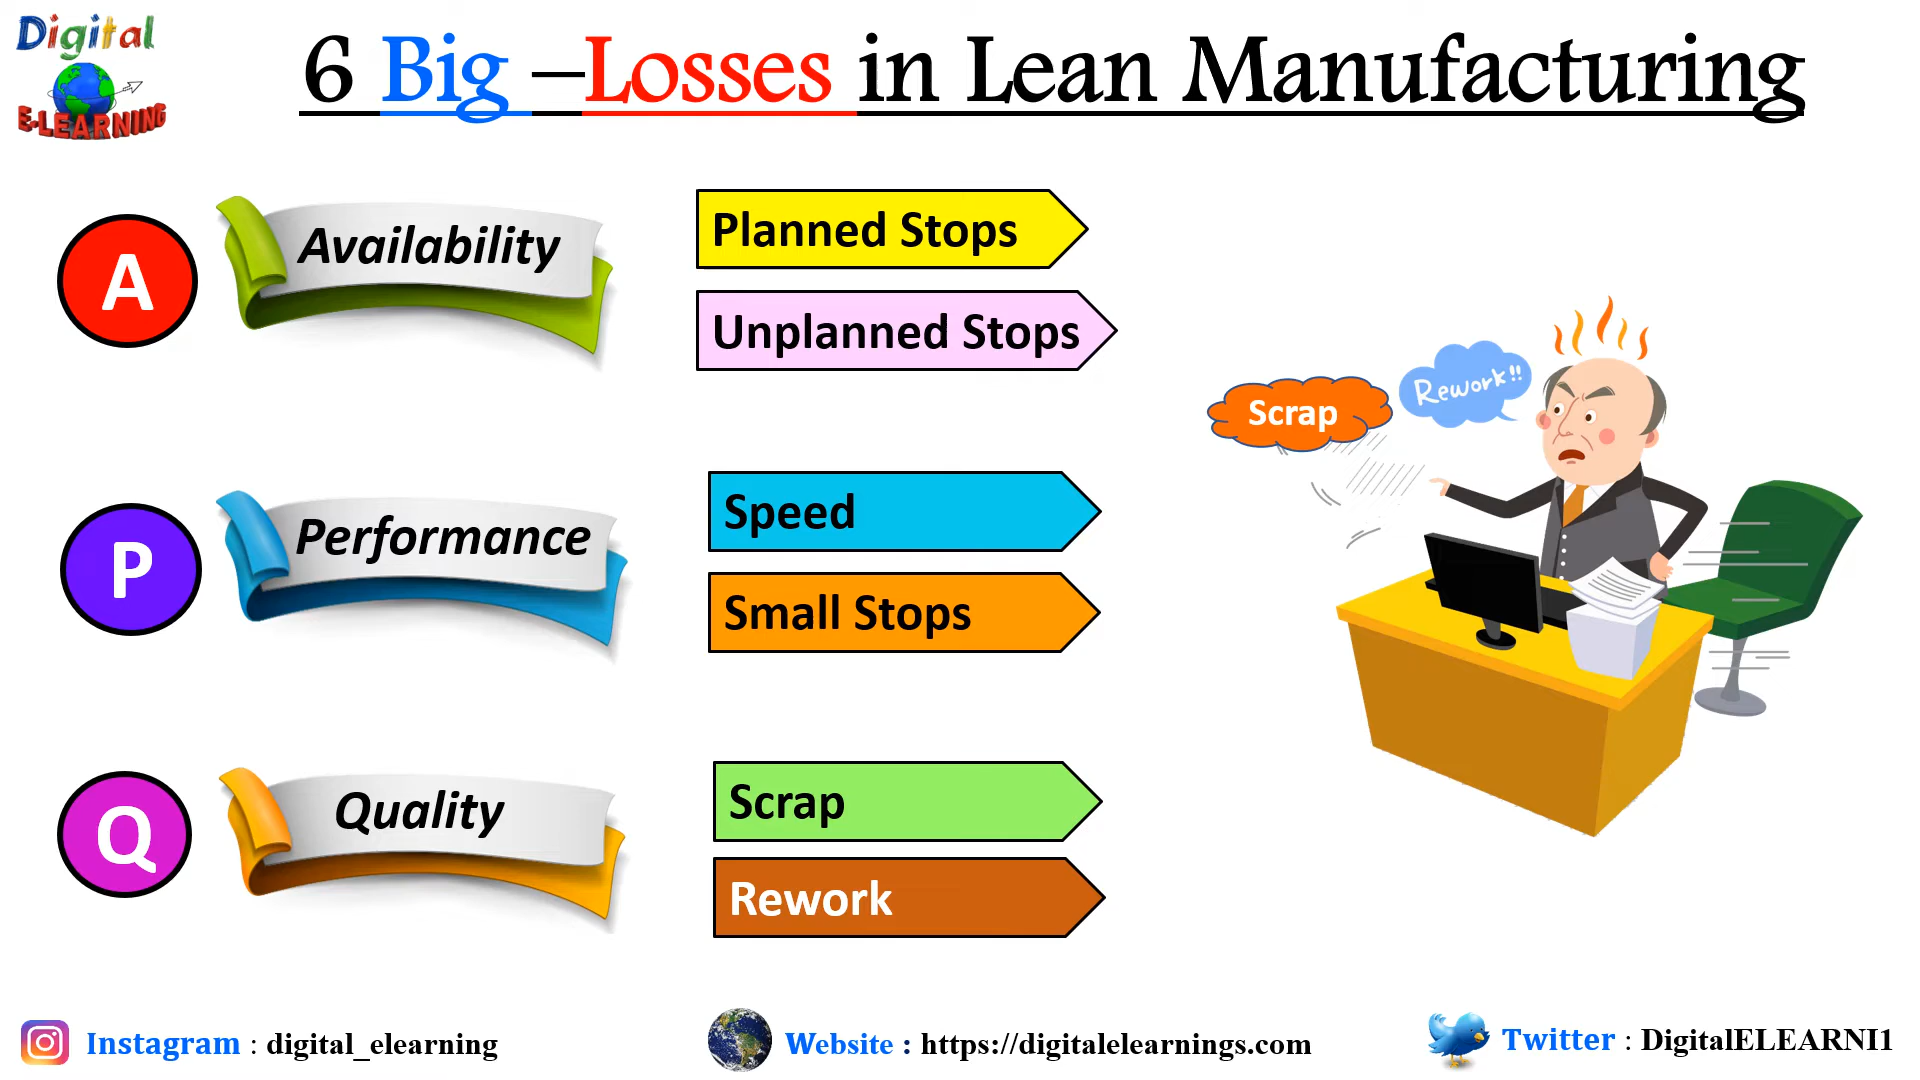 Digital
E-LEARNING
6 Big –Losses in Lean Manufacturing
A
Availability
Planned Stops
Unplanned Stops
Scrap
Rework!!
P
Performance
Speed
Small Stops
Q
Quality
Scrap
Rework
Instagram : digital_elearning
Website : https://digitalelearnings.com
Twitter : DigitalELEARNI1